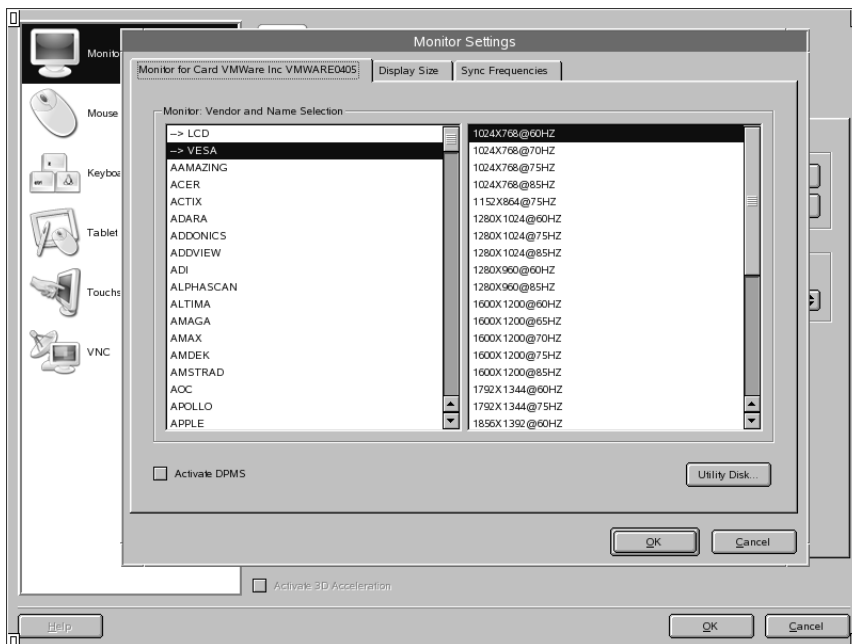 Monitor Settings
Monito
Mouse
Keyboa
Tablet
Touchs
VNC
Monitor for Card VMWare Inc VMWARE0405
Display Size
Sync Frequencies
Monitor: Vendor and Name Selection
--> LCD
--> VESA
AAMAZING
ACER
ACTIX
ADARA
ADDONICS
ADDVIEW
ADI
ALPHASCAN
ALTIMA
AMAGA
AMAX
AMDEK
AMSTRAD
AOC
APOLLO
APPLE
1024X768@60HZ
1024X768@70HZ
1024X768@75HZ
1024X768@85HZ
1152X864@75HZ
1280X1024@60HZ
1280X1024@75HZ
1280X1024@85HZ
1280X960@60HZ
1280X960@85HZ
1600X1200@60HZ
1600X1200@65HZ
1600X1200@70HZ
1600X1200@75HZ
1600X1200@85HZ
1792X1344@60HZ
1792X1344@75HZ
1856X1392@60HZ
Activate DPMS
Utility Disk...
OK
Cancel
Activate 3D Acceleration
Help
OK
Cancel